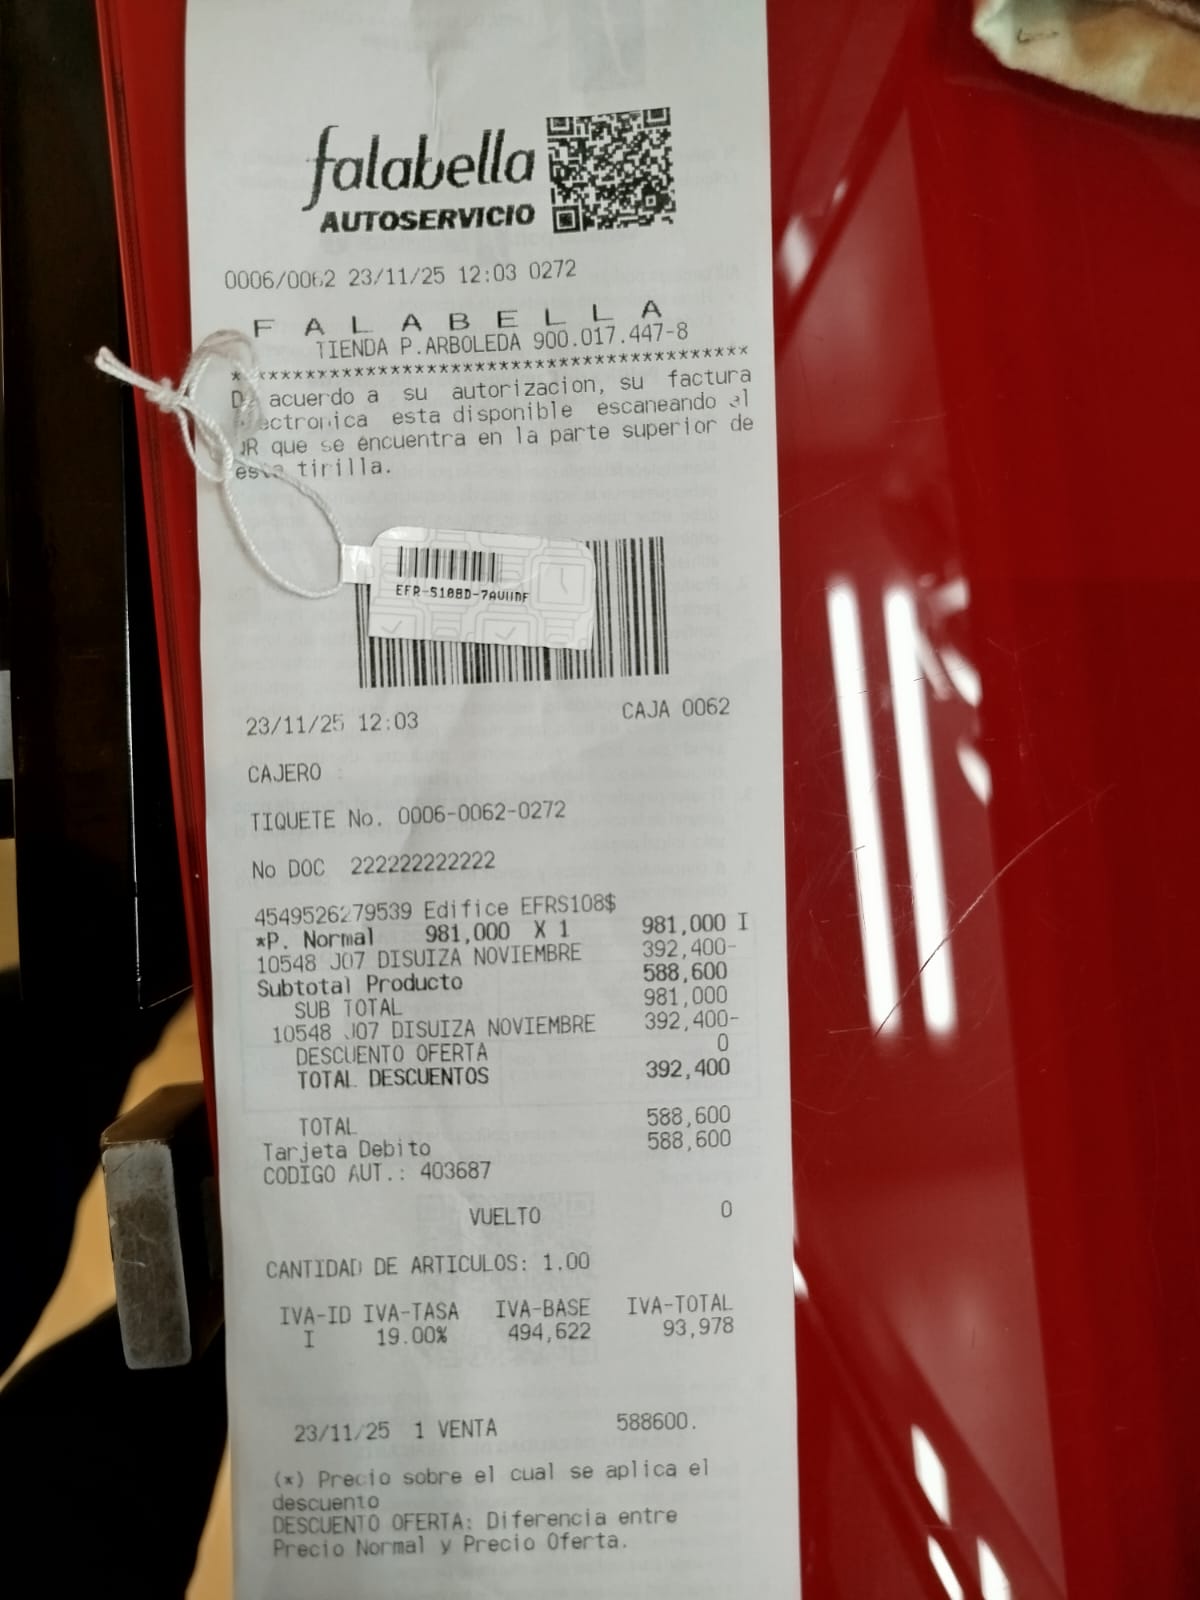 falabella
AUTOSERVICIO
0006/0062 23/11/25 12:03 0272
F A L A B E L L A
TIENDA P.ARBOLEDA 900.017.447-8
********************************************
De acuerdo a su autorizacion, su factura
electronica esta disponible escaneando el
QR que se encuentra en la parte superior de
esta tirilla.
23/11/25 12:03 CAJA 0062
CAJERO :
TIQUETE No. 0006-0062-0272
No DOC 222222222222
4549526279539 Edifice EFRS108$
*P. Normal 981,000 X 1 981,000 I
10548 J07 DISUIZA NOVIEMBRE 392,400-
Subtotal Producto 588,600
SUB TOTAL 981,000
10548 J07 DISUIZA NOVIEMBRE 392,400-
DESCUENTO OFERTA 0
TOTAL DESCUENTOS 392,400
TOTAL 588,600
Tarjeta Debito 588,600
CODIGO AUT.: 403687
VUELTO 0
CANTIDAD DE ARTICULOS: 1.00
IVA-ID IVA-TASA IVA-BASE IVA-TOTAL
I 19.00% 494,622 93,978
23/11/25 1 VENTA 588600.
(*) Precio sobre el cual se aplica el
descuento
DESCUENTO OFERTA: Diferencia entre
Precio Normal y Precio Oferta.